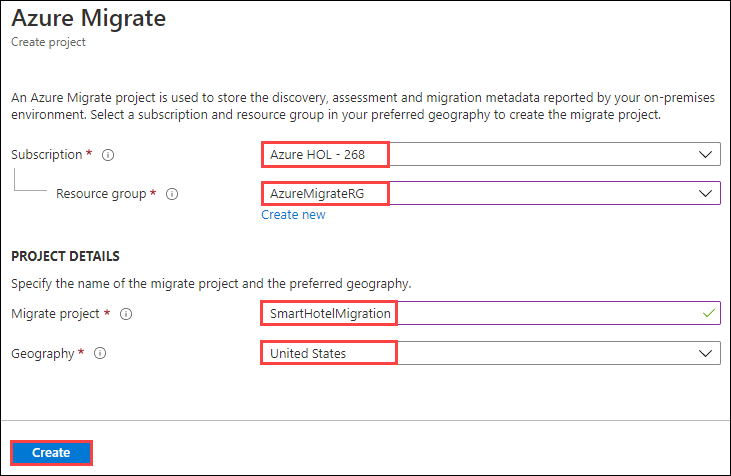 Azure Migrate
Create project
An Azure Migrate project is used to store the discovery, assessment and migration metadata reported by your on-premises
environment. Select a subscription and resource group in your preferred geography to create the migrate project.
Subscription * Azure HOL - 268
Resource group * AzureMigrateRG
Create new
PROJECT DETAILS
Specify the name of the migrate project and the preferred geography.
Migrate project * SmartHotelMigration
Geography * United States
Create